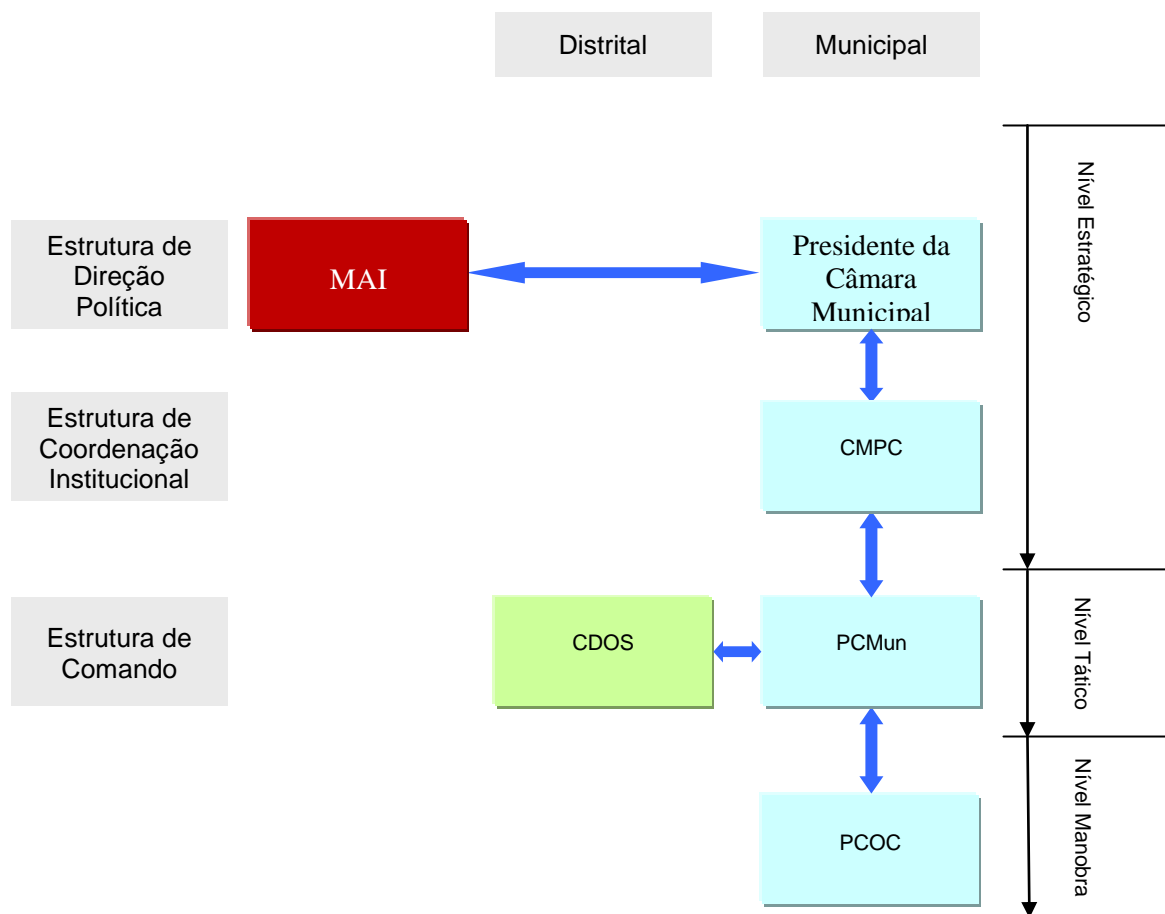 Distrital
Municipal
Nível Estratégico
Estrutura de
Direção
Política
MAI
Presidente da
Câmara
Municipal
Estrutura de
Coordenação
Institucional
CMPC
Estrutura de
Comando
CDOS
PCMun
Nível Tático
PCOC
Nível Manobra